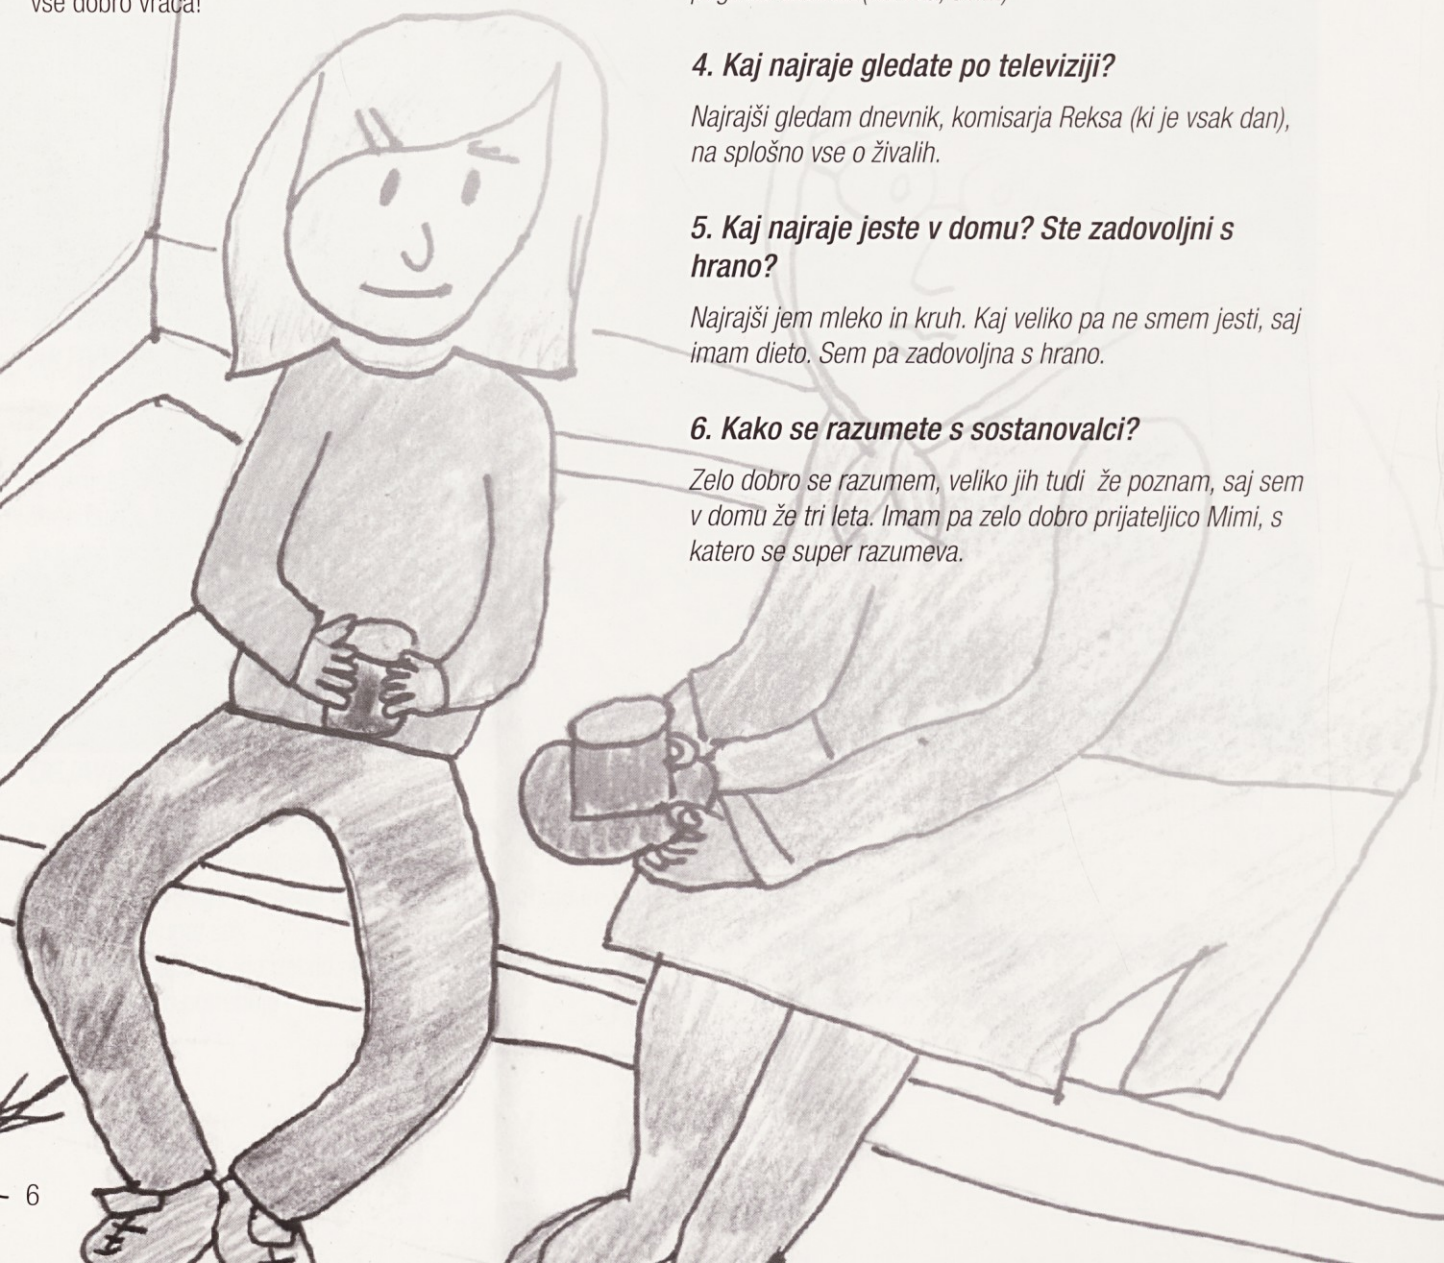 vse dobro vrača!
4. Kaj najraje gledate po televiziji?
Najrajši gledam dnevnik, komisarja Reksa (ki je vsak dan),
na splošno vse o živalih.
5. Kaj najraje jeste v domu? Ste zadovoljni s
hrano?
Najrajši jem mleko in kruh. Kaj veliko pa ne smem jesti, saj
imam dieto. Sem pa zadovoljna s hrano.
6. Kako se razumete s sostanovalci?
Zelo dobro se razumem, veliko jih tudi že poznam, saj sem
v domu že tri leta. Imam pa zelo dobro prijateljico Mimi, s
katero se super razumeva.
6